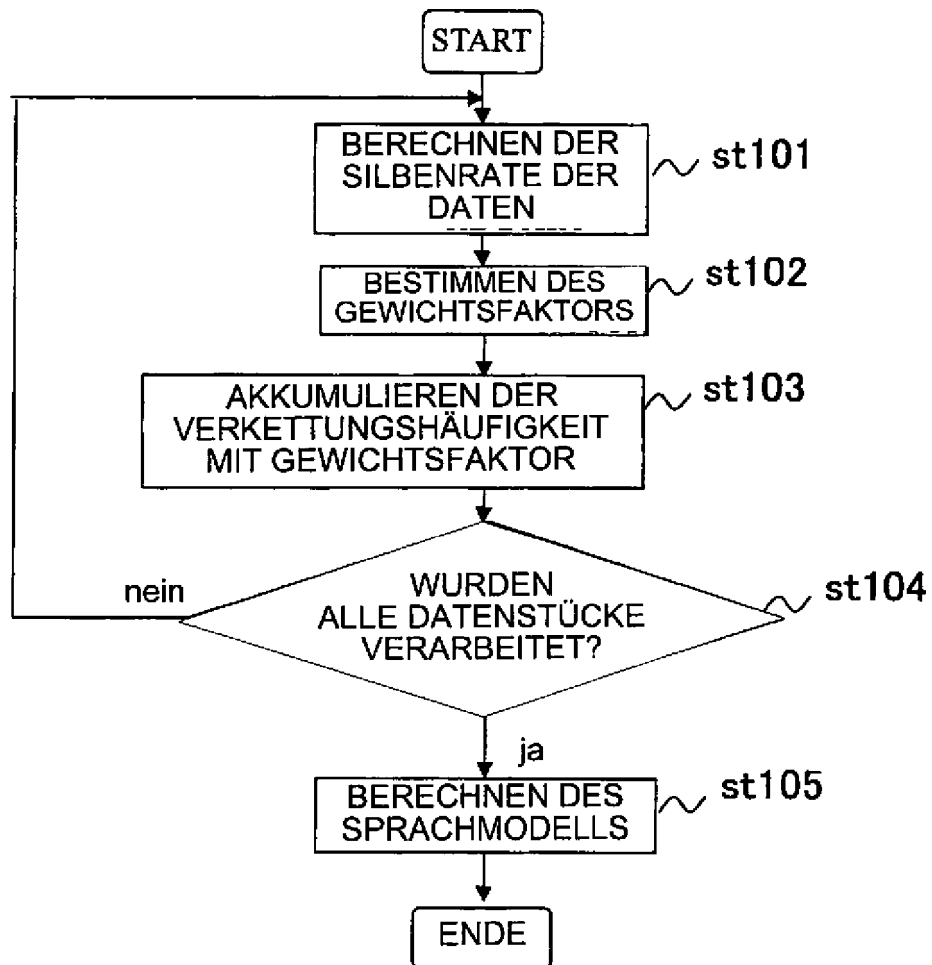 START
BERECHNEN DER
SILBENRATE DER
DATEN
st101
BESTIMMEN DES
GEWICHTSFAKTORS
st102
AKKUMULIEREN DER
VERKETTUNGSHÄUFIGKEIT
MIT GEWICHTSFAKTOR
st103
nein
WURDEN
ALLE DATENSTÜCKE
VERARBEITET?
st104
ja
BERECHNEN DES
SPRACHMODELLS
st105
ENDE